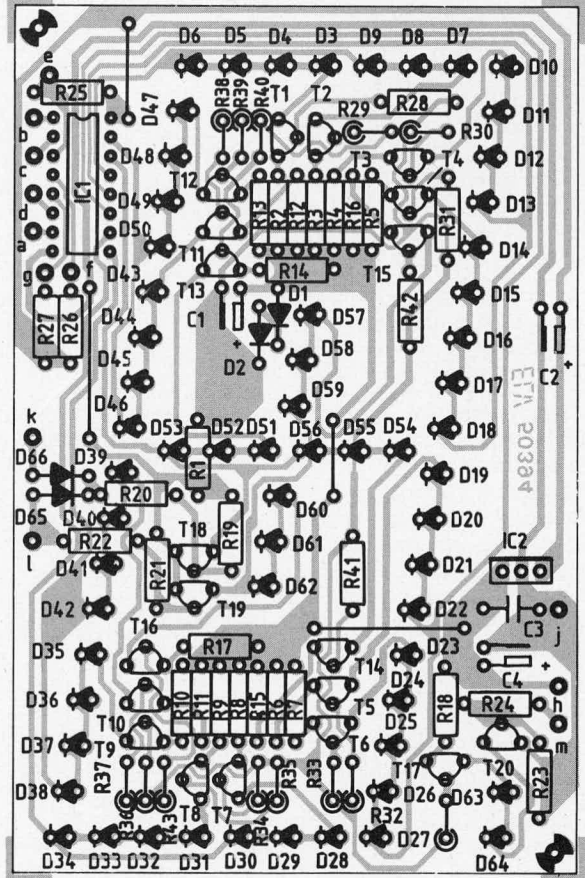 D6 D5 D4 D3 D9 D8 D7
D10
e
R25
D47
R38 R39 R40 T1 T2 R29 R28
R30
D11
b
c
d
a
IC1
D48
D49
D50
T12
T3 T4
D12
D13
R13 R2 R12 R3 R4 R16 R5
R31
D14
T11
R14
T15
g f
D43
T13
C1 +
D1
D2
D57
R42
D15
R27 R26
D44
D58
D16
C2 +
D45
D59
D17
ELV 50394
D46
k
D53 D52 D51 D56 D55 D54
D18
D66 D39
R1
D19
R20
D60
D65 D40
T18 R19
D20
R22
D61
IC2
l
D41
R21
R41
D21
D62
D42
T19
D22
C3 j
T16
R17
D35
T14
D23
D24
C4 +
D36
R10 R11 R9 R8 R15 R6 R7
T5
D25
R18
R24
h
T10
D37
T9
T6
m
R37
R35 R33
T17
T20
R23
D38
D26 D63
R36 R43 T8 T7 R34
R32
D27
D34 D33 D32 D31 D30 D29 D28
D64